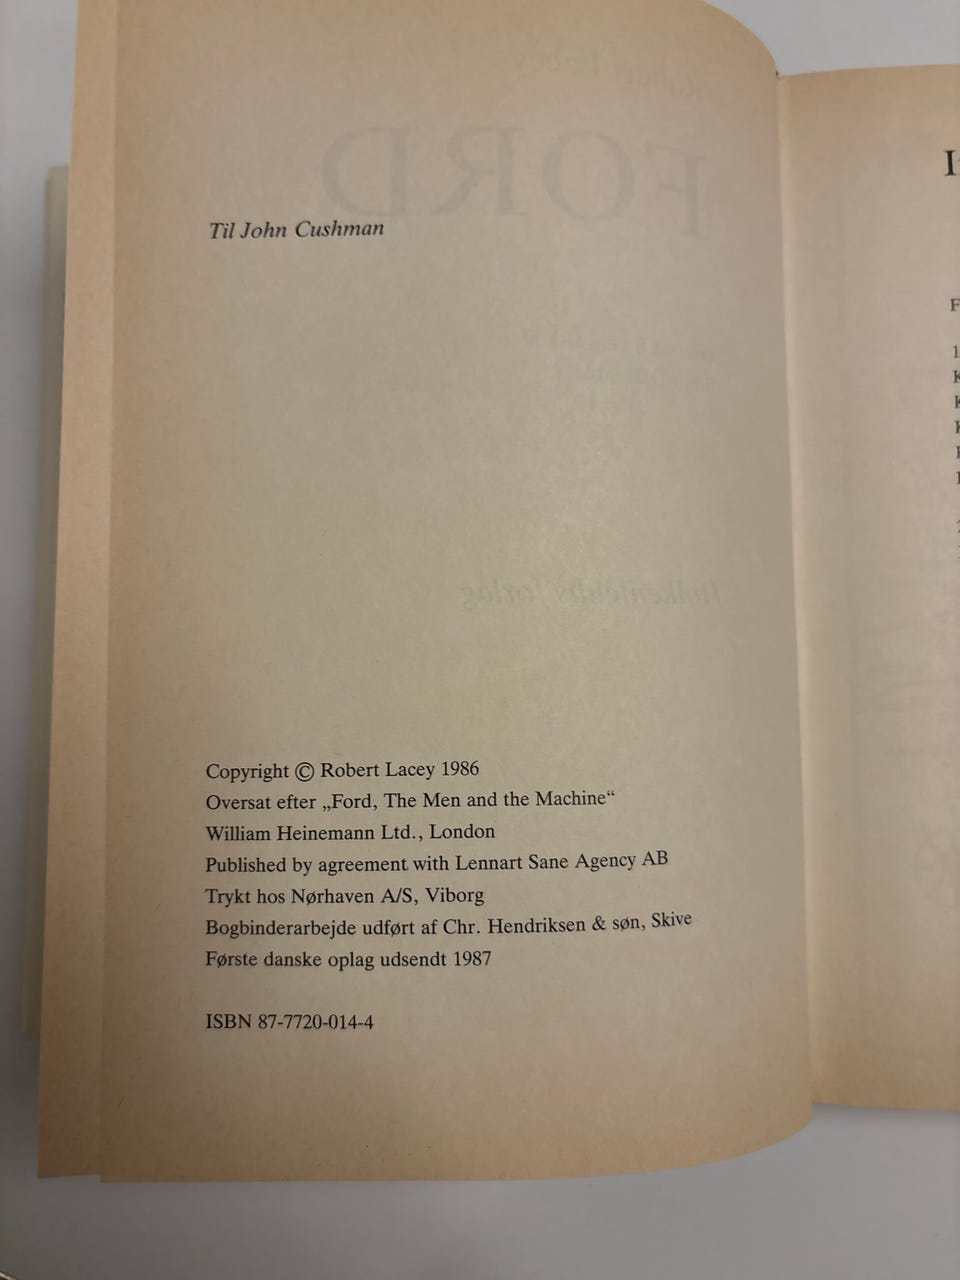 Til John Cushman
Copyright © Robert Lacey 1986
Oversat efter „Ford, The Men and the Machine“
William Heinemann Ltd., London
Published by agreement with Lennart Sane Agency AB
Trykt hos Nørhaven A/S, Viborg
Bogbinderarbejde udført af Chr. Hendriksen & søn, Skive
Første danske oplag udsendt 1987
ISBN 87-7720-014-4
FORD